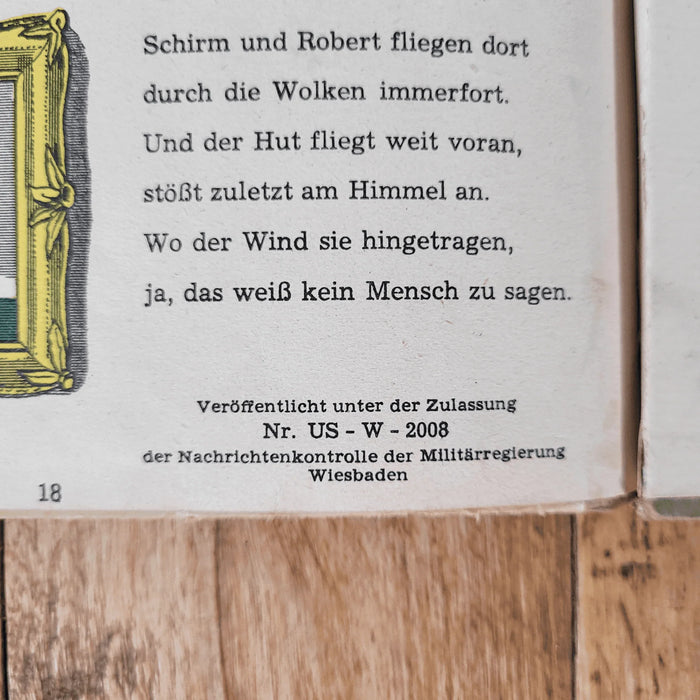 Schirm und Robert fliegen dort
durch die Wolken immerfort.
Und der Hut fliegt weit voran,
stößt zuletzt am Himmel an.
Wo der Wind sie hingetragen,
ja, das weiß kein Mensch zu sagen.
Veröffentlicht unter der Zulassung
Nr. US - W - 2008
der Nachrichtenkontrolle der Militärregierung
Wiesbaden
18